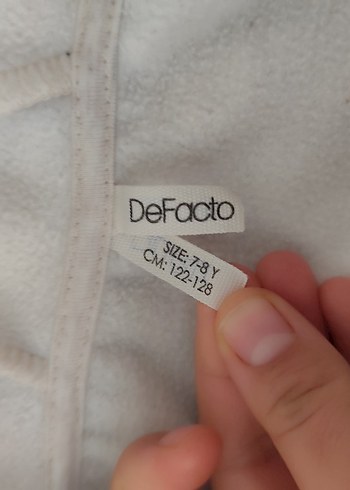 DeFacto
SIZE: 7-8 Y
CM: 122-128